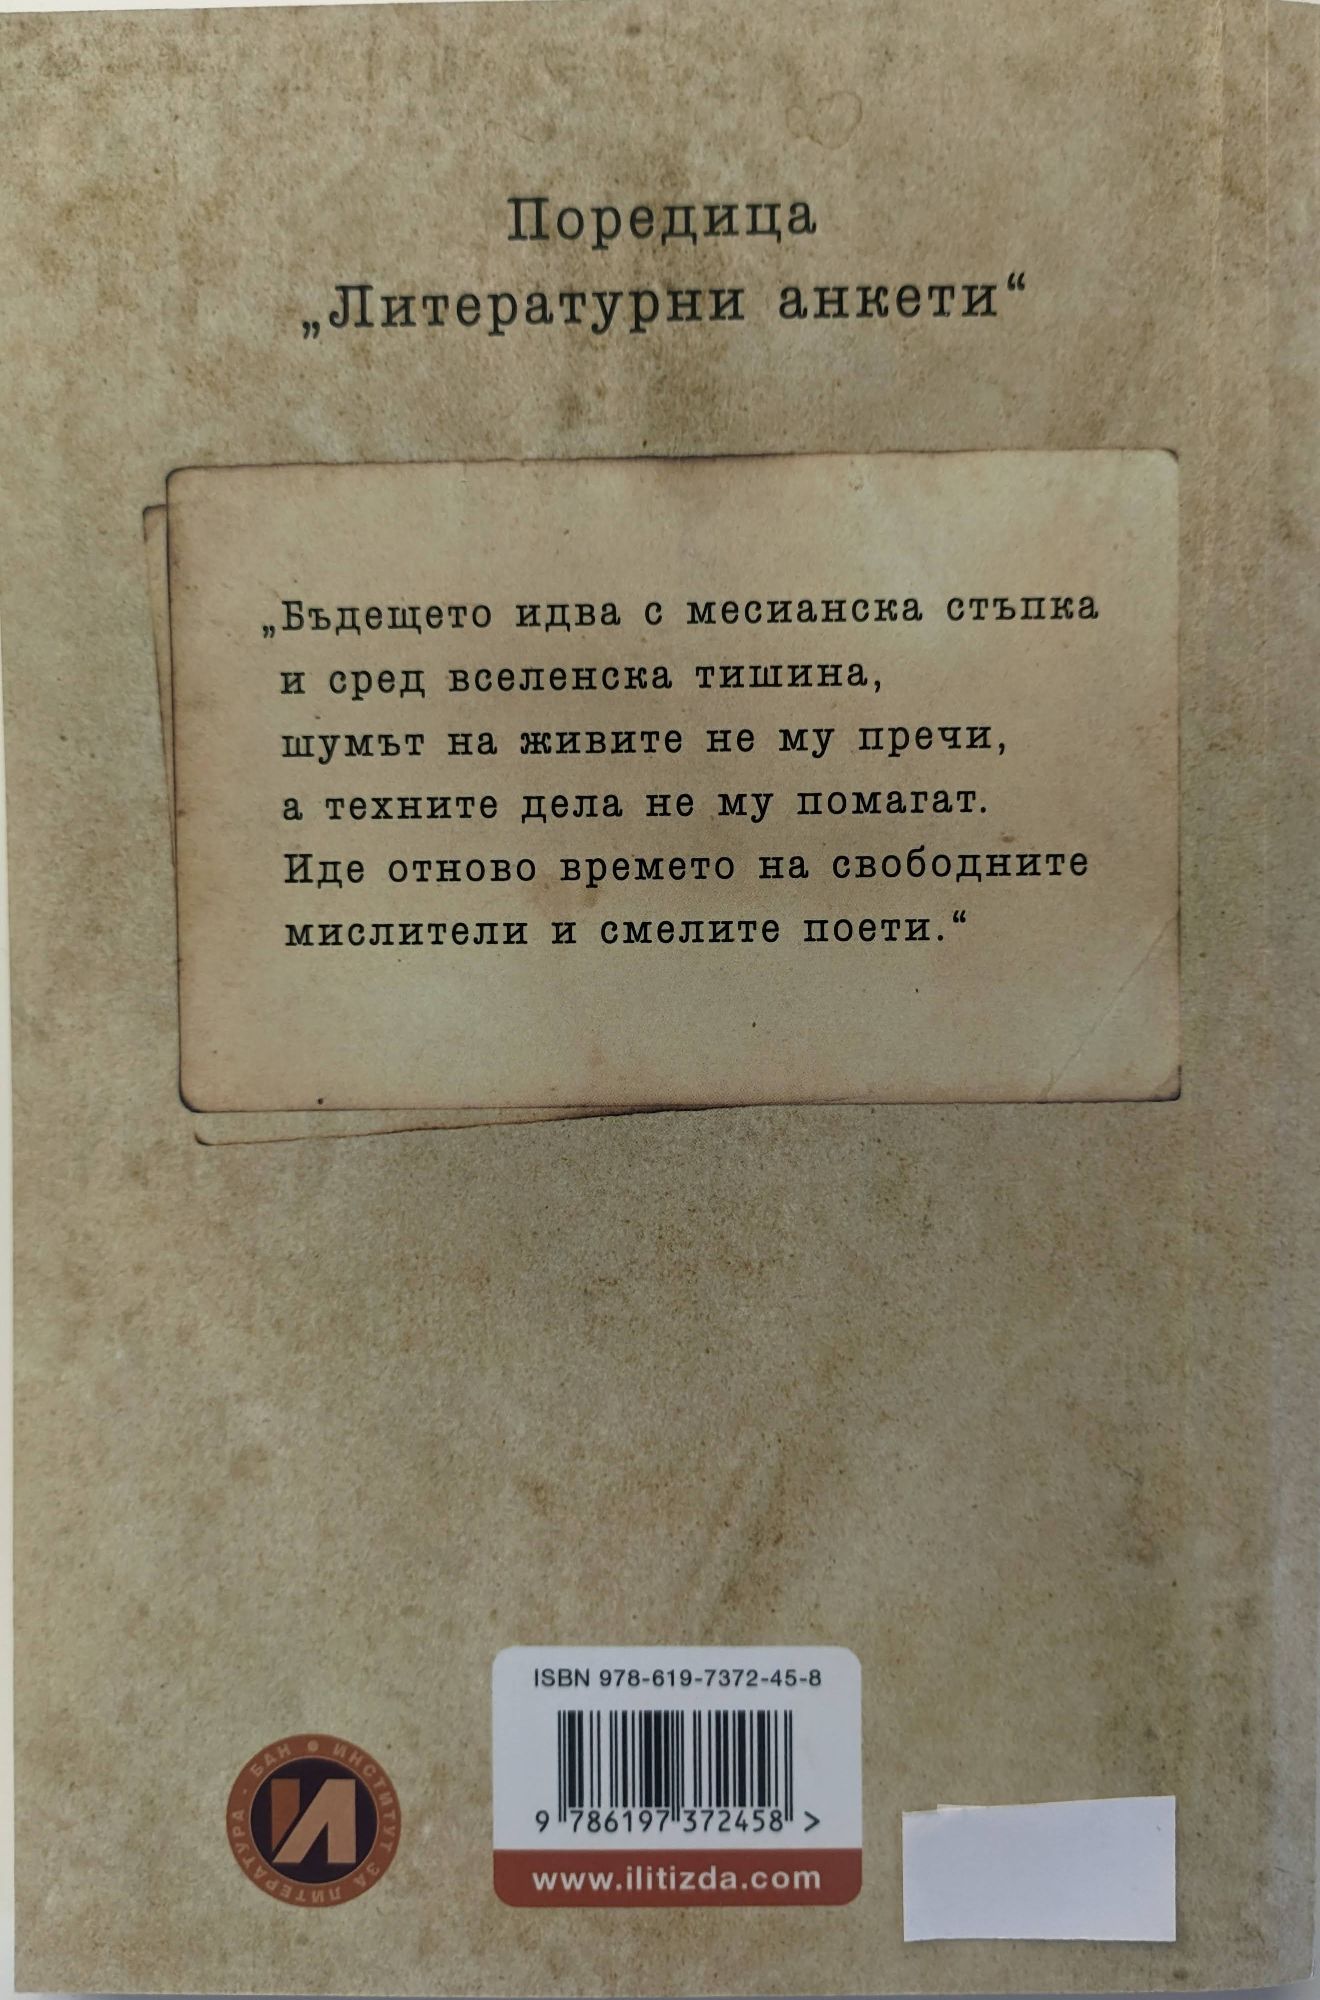 Поредица
„Литературни анкети“
„Бъдещето идва с месианска стъпка
и сред вселенска тишина,
шумът на живите не му пречи,
а техните дела не му помагат.
Иде отново времето на свободните
мислители и смелите поети.“
ISBN 978-619-7372-45-8
9 786197 372458 >
www.ilitizda.com
ИНСТИТУТ ЗА ЛИТЕРАТУРА - БАН
И